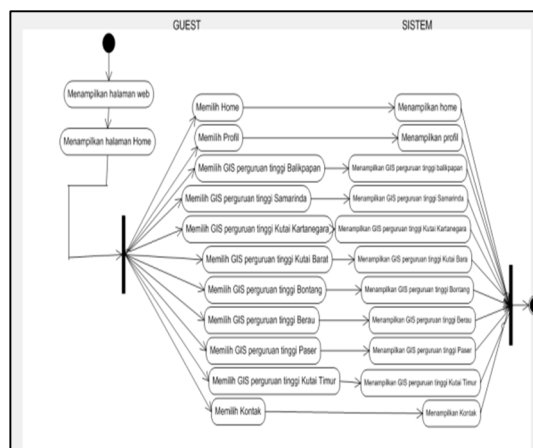 GUEST SISTEM
Menampilkan halaman web
Menampilkan halaman Home
Memilih Home
Menampilkan home
Memilih Profil
Menampilkan profil
Memilih GIS perguruan tinggi Balikpapan
Menampilkan GIS perguruan tinggi balikpapan
Memilih GIS perguruan tinggi Samarinda
Menampilkan GIS perguruan tinggi Samarinda
Memilih GIS perguruan tinggi Kutai Kartanegara
Menampilkan GIS perguruan tinggi Kutai Kartanegara
Memilih GIS perguruan tinggi Kutai Barat
Menampilkan GIS perguruan tinggi Kutai Bara
Memilih GIS perguruan tinggi Bontang
Menampilkan GIS perguruan tinggi Bontang
Memilih GIS perguruan tinggi Berau
Menampilkan GIS perguruan tinggi Berau
Memilih GIS perguruan tinggi Paser
Menampilkan GIS perguruan tinggi Paser
Memilih GIS perguruan tinggi Kutai Timur
Menampilkan GIS perguruan tinggi Kutai Timur
Memilih Kontak
Menampilkan Kontak